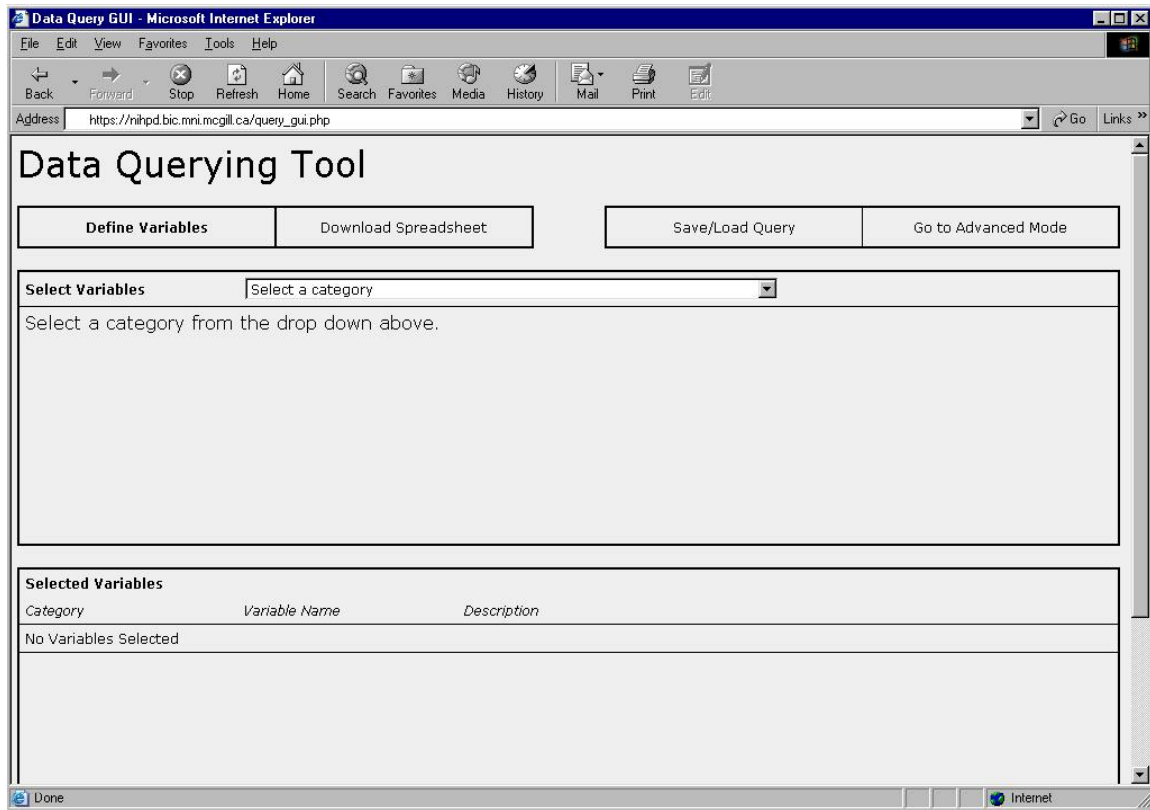 Data Query GUI - Microsoft Internet Explorer
File Edit View Favorites Tools Help
Back Forward Stop Refresh Home Search Favorites Media History Mail Print Edit
Address https://nihpd.bic.mni.mcgill.ca/query_gui.php Go Links »
Data Querying Tool
Define Variables Download Spreadsheet Save/Load Query Go to Advanced Mode
Select Variables Select a category
Select a category from the drop down above.
Selected Variables
Category Variable Name Description
No Variables Selected
Done Internet